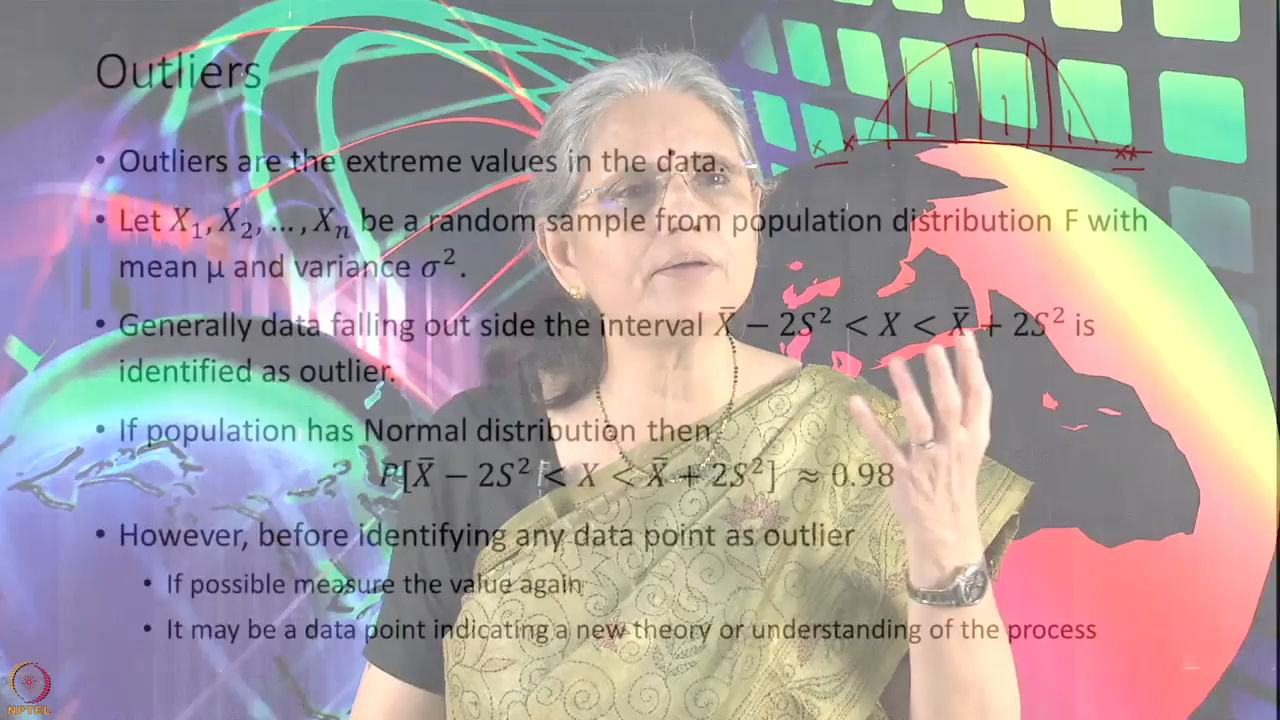 Outliers
• Outliers are the extreme values in the data.
• Let X₁, X₂, ..., Xₙ be a random sample from population distribution F with
mean μ and variance σ².
• Generally data falling out side the interval X̄ − 2S² < X < X̄ + 2S² is
identified as outlier.
• If population has Normal distribution then
P[X̄ − 2S² < X < X̄ + 2S²] ≈ 0.98
• However, before identifying any data point as outlier
• If possible measure the value again
• It may be a data point indicating a new theory or understanding of the process
NPTEL